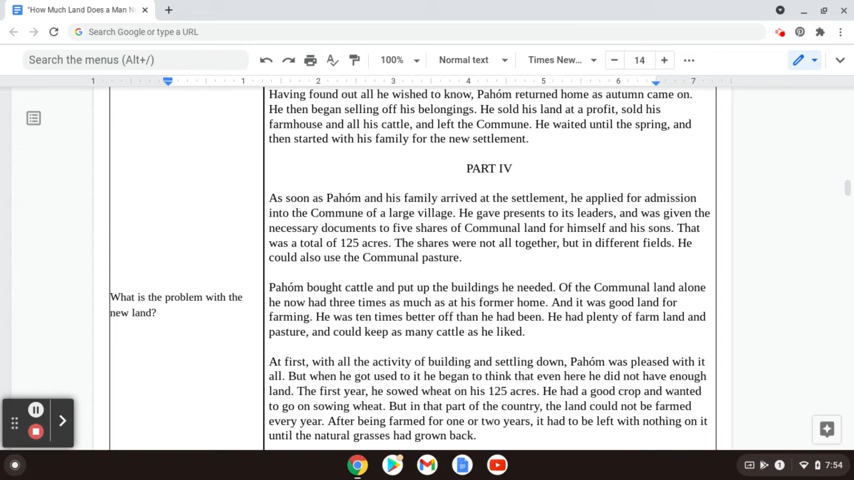 "How Much Land Does a Man N
Search Google or type a URL
Search the menus (Alt+/)
100%
Normal text
Times New...
14
1 1 2 3 4 5 6 7
Having found out all he wished to know, Pahóm returned home as autumn came on.
He then began selling off his belongings. He sold his land at a profit, sold his
farmhouse and all his cattle, and left the Commune. He waited until the spring, and
then started with his family for the new settlement.
PART IV
As soon as Pahóm and his family arrived at the settlement, he applied for admission
into the Commune of a large village. He gave presents to its leaders, and was given the
necessary documents to five shares of Communal land for himself and his sons. That
was a total of 125 acres. The shares were not all together, but in different fields. He
could also use the Communal pasture.
What is the problem with the
new land?
Pahóm bought cattle and put up the buildings he needed. Of the Communal land alone
he now had three times as much as at his former home. And it was good land for
farming. He was ten times better off than he had been. He had plenty of farm land and
pasture, and could keep as many cattle as he liked.
At first, with all the activity of building and settling down, Pahóm was pleased with it
all. But when he got used to it he began to think that even here he did not have enough
land. The first year, he sowed wheat on his 125 acres. He had a good crop and wanted
to go on sowing wheat. But in that part of the country, the land could not be farmed
every year. After being farmed for one or two years, it had to be left with nothing on it
until the natural grasses had grown back.
1
7:54